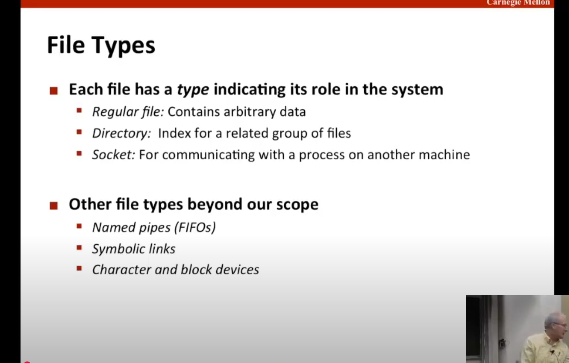 Carnegie Mellon
File Types
Each file has a type indicating its role in the system
Regular file: Contains arbitrary data
Directory: Index for a related group of files
Socket: For communicating with a process on another machine
Other file types beyond our scope
Named pipes (FIFOs)
Symbolic links
Character and block devices